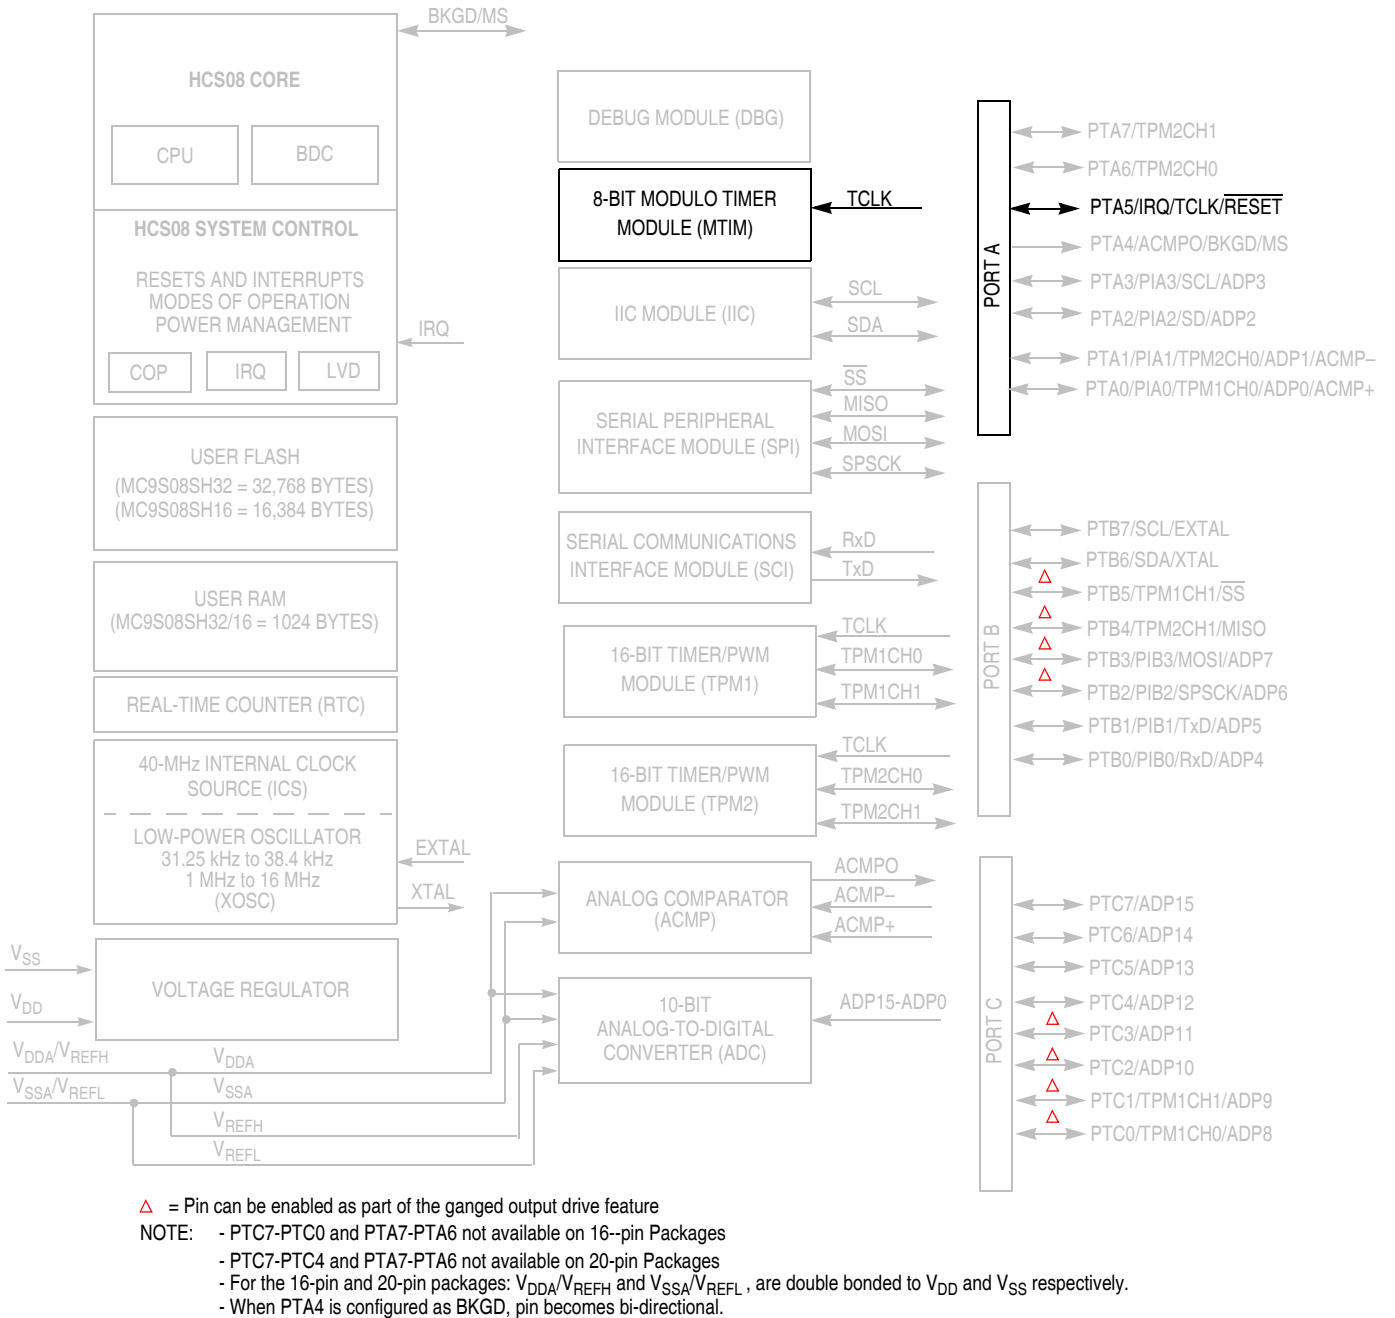 BKGD/MS
HCS08 CORE
CPU
BDC
HCS08 SYSTEM CONTROL
RESETS AND INTERRUPTS
MODES OF OPERATION
POWER MANAGEMENT
IRQ
COP
IRQ
LVD
USER FLASH
(MC9S08SH32 = 32,768 BYTES)
(MC9S08SH16 = 16,384 BYTES)
USER RAM
(MC9S08SH32/16 = 1024 BYTES)
REAL-TIME COUNTER (RTC)
40-MHz INTERNAL CLOCK
SOURCE (ICS)
LOW-POWER OSCILLATOR
31.25 kHz to 38.4 kHz
1 MHz to 16 MHz
(XOSC)
EXTAL
XTAL
VSS
VDD
VOLTAGE REGULATOR
VDDA/VREFH
VSSA/VREFL
VDDA
VSSA
VREFH
VREFL
DEBUG MODULE (DBG)
8-BIT MODULO TIMER
MODULE (MTIM)
TCLK
IIC MODULE (IIC)
SCL
SDA
SERIAL PERIPHERAL
INTERFACE MODULE (SPI)
SS
MISO
MOSI
SPSCK
SERIAL COMMUNICATIONS
INTERFACE MODULE (SCI)
RxD
TxD
16-BIT TIMER/PWM
MODULE (TPM1)
TCLK
TPM1CH0
TPM1CH1
16-BIT TIMER/PWM
MODULE (TPM2)
TCLK
TPM2CH0
TPM2CH1
ANALOG COMPARATOR
(ACMP)
ACMPO
ACMP–
ACMP+
10-BIT
ANALOG-TO-DIGITAL
CONVERTER (ADC)
ADP15-ADP0
PORT A
PTA7/TPM2CH1
PTA6/TPM2CH0
PTA5/IRQ/TCLK/RESET
PTA4/ACMPO/BKGD/MS
PTA3/PIA3/SCL/ADP3
PTA2/PIA2/SD/ADP2
PTA1/PIA1/TPM2CH0/ADP1/ACMP–
PTA0/PIA0/TPM1CH0/ADP0/ACMP+
PORT B
PTB7/SCL/EXTAL
PTB6/SDA/XTAL
PTB5/TPM1CH1/SS
PTB4/TPM2CH1/MISO
PTB3/PIB3/MOSI/ADP7
PTB2/PIB2/SPSCK/ADP6
PTB1/PIB1/TxD/ADP5
PTB0/PIB0/RxD/ADP4
PORT C
PTC7/ADP15
PTC6/ADP14
PTC5/ADP13
PTC4/ADP12
PTC3/ADP11
PTC2/ADP10
PTC1/TPM1CH1/ADP9
PTC0/TPM1CH0/ADP8
Δ = Pin can be enabled as part of the ganged output drive feature
NOTE: - PTC7-PTC0 and PTA7-PTA6 not available on 16--pin Packages
- PTC7-PTC4 and PTA7-PTA6 not available on 20-pin Packages
- For the 16-pin and 20-pin packages: VDDA/VREFH and VSSA/VREFL , are double bonded to VDD and VSS respectively.
- When PTA4 is configured as BKGD, pin becomes bi-directional.